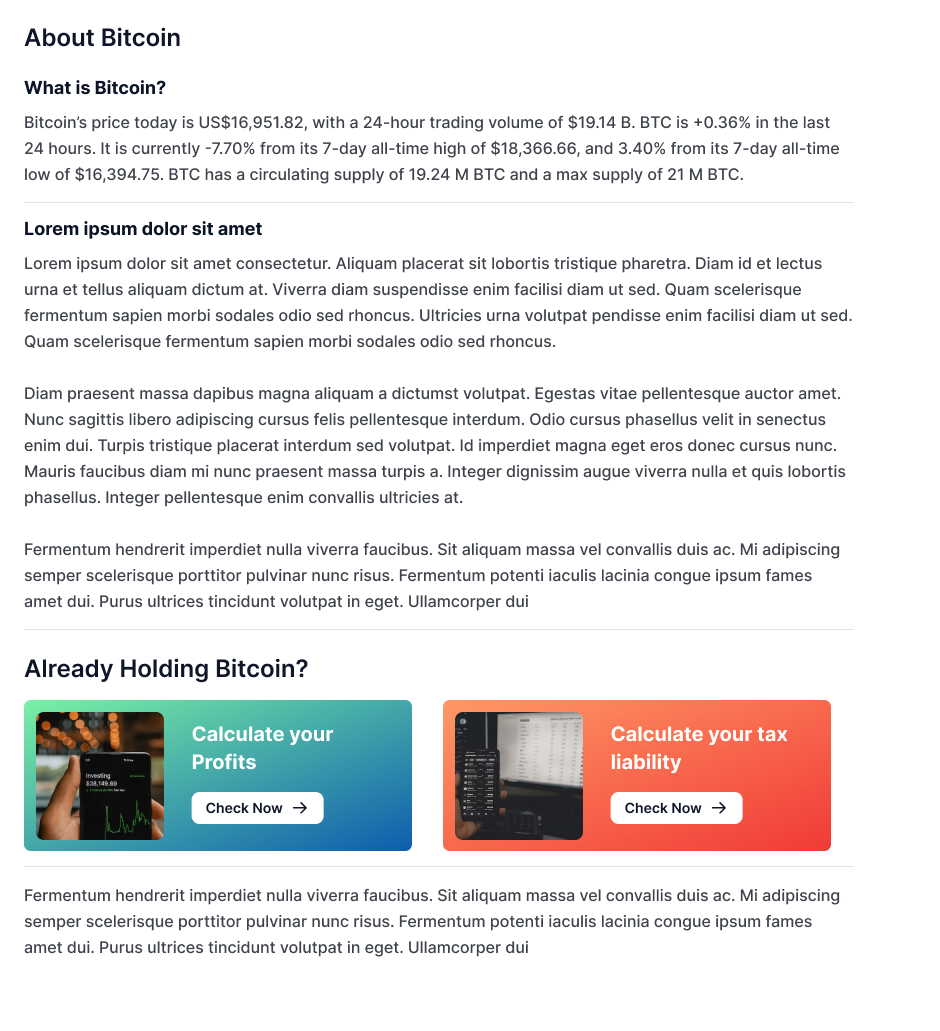 About Bitcoin
What is Bitcoin?
Bitcoin’s price today is US$16,951.82, with a 24-hour trading volume of $19.14 B. BTC is +0.36% in the last
24 hours. It is currently -7.70% from its 7-day all-time high of $18,366.66, and 3.40% from its 7-day all-time
low of $16,394.75. BTC has a circulating supply of 19.24 M BTC and a max supply of 21 M BTC.
Lorem ipsum dolor sit amet
Lorem ipsum dolor sit amet consectetur. Aliquam placerat sit lobortis tristique pharetra. Diam id et lectus
urna et tellus aliquam dictum at. Viverra diam suspendisse enim facilisi diam ut sed. Quam scelerisque
fermentum sapien morbi sodales odio sed rhoncus. Ultricies urna volutpat pendisse enim facilisi diam ut sed.
Quam scelerisque fermentum sapien morbi sodales odio sed rhoncus.
Diam praesent massa dapibus magna aliquam a dictumst volutpat. Egestas vitae pellentesque auctor amet.
Nunc sagittis libero adipiscing cursus felis pellentesque interdum. Odio cursus phasellus velit in senectus
enim dui. Turpis tristique placerat interdum sed volutpat. Id imperdiet magna eget eros donec cursus nunc.
Mauris faucibus diam mi nunc praesent massa turpis a. Integer dignissim augue viverra nulla et quis lobortis
phasellus. Integer pellentesque enim convallis ultricies at.
Fermentum hendrerit imperdiet nulla viverra faucibus. Sit aliquam massa vel convallis duis ac. Mi adipiscing
semper scelerisque porttitor pulvinar nunc risus. Fermentum potenti iaculis lacinia congue ipsum fames
amet dui. Purus ultrices tincidunt volutpat in eget. Ullamcorper dui
Already Holding Bitcoin?
Investing
$38,149.69
Calculate your
Profits
Check Now
Calculate your tax
liability
Check Now
Fermentum hendrerit imperdiet nulla viverra faucibus. Sit aliquam massa vel convallis duis ac. Mi adipiscing
semper scelerisque porttitor pulvinar nunc risus. Fermentum potenti iaculis lacinia congue ipsum fames
amet dui. Purus ultrices tincidunt volutpat in eget. Ullamcorper dui